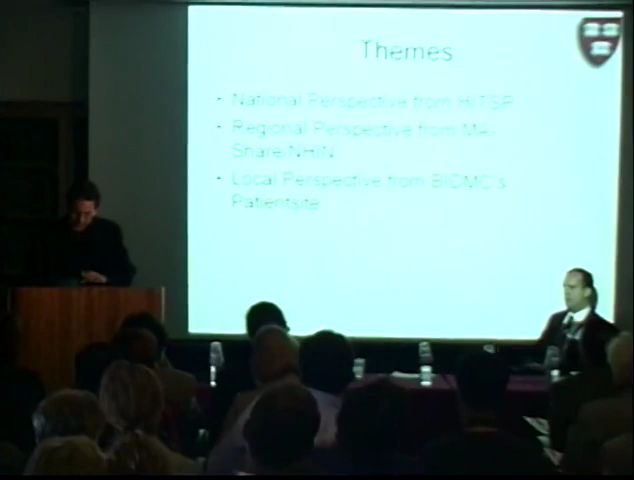 Themes
- National Perspective from HITSP
- Regional Perspective from MA-
Share/NHIN
- Local Perspective from BIDMC's
Patientsite